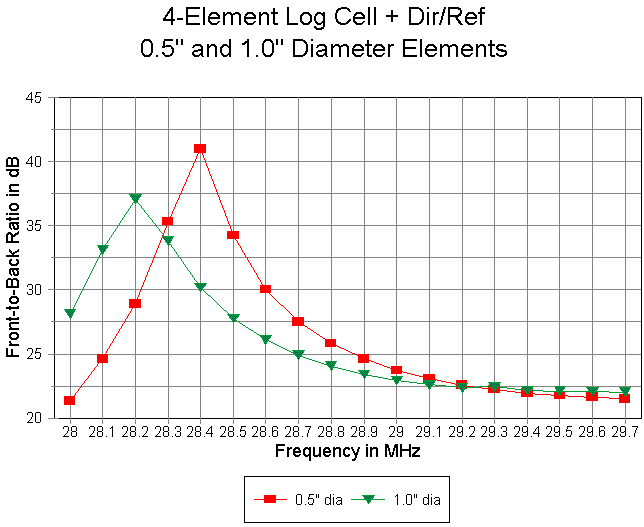 4-Element Log Cell + Dir/Ref
0.5" and 1.0" Diameter Elements
Front-to-Back Ratio in dB
45
40
35
30
25
20
28 28.1 28.2 28.3 28.4 28.5 28.6 28.7 28.8 28.9 29 29.1 29.2 29.3 29.4 29.5 29.6 29.7
Frequency in MHz
0.5" dia 1.0" dia